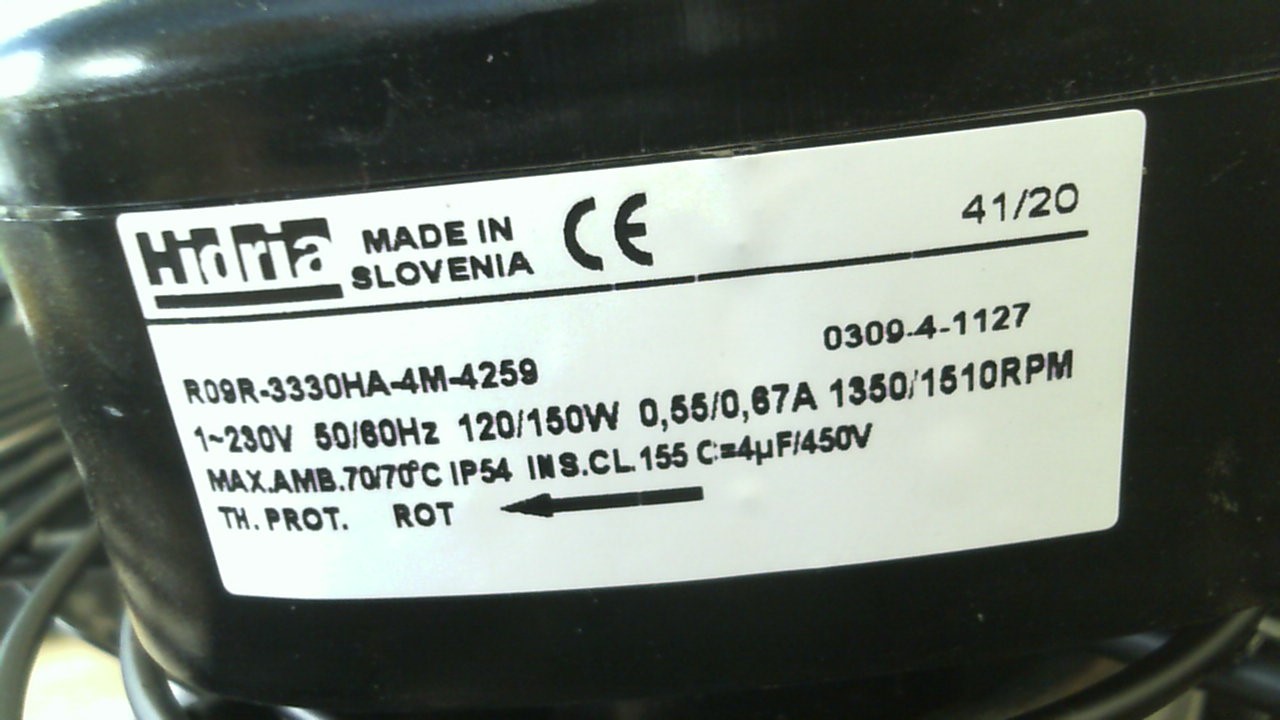 Hidria MADE IN SLOVENIA CE 41/20
0309-4-1127
R09R-3330HA-4M-4259
1~230V 50/60Hz 120/150W 0,55/0,67A 1350/1510RPM
MAX.AMB.70/70°C IP54 INS.CL.155 C=4µF/450V
TH. PROT. ROT